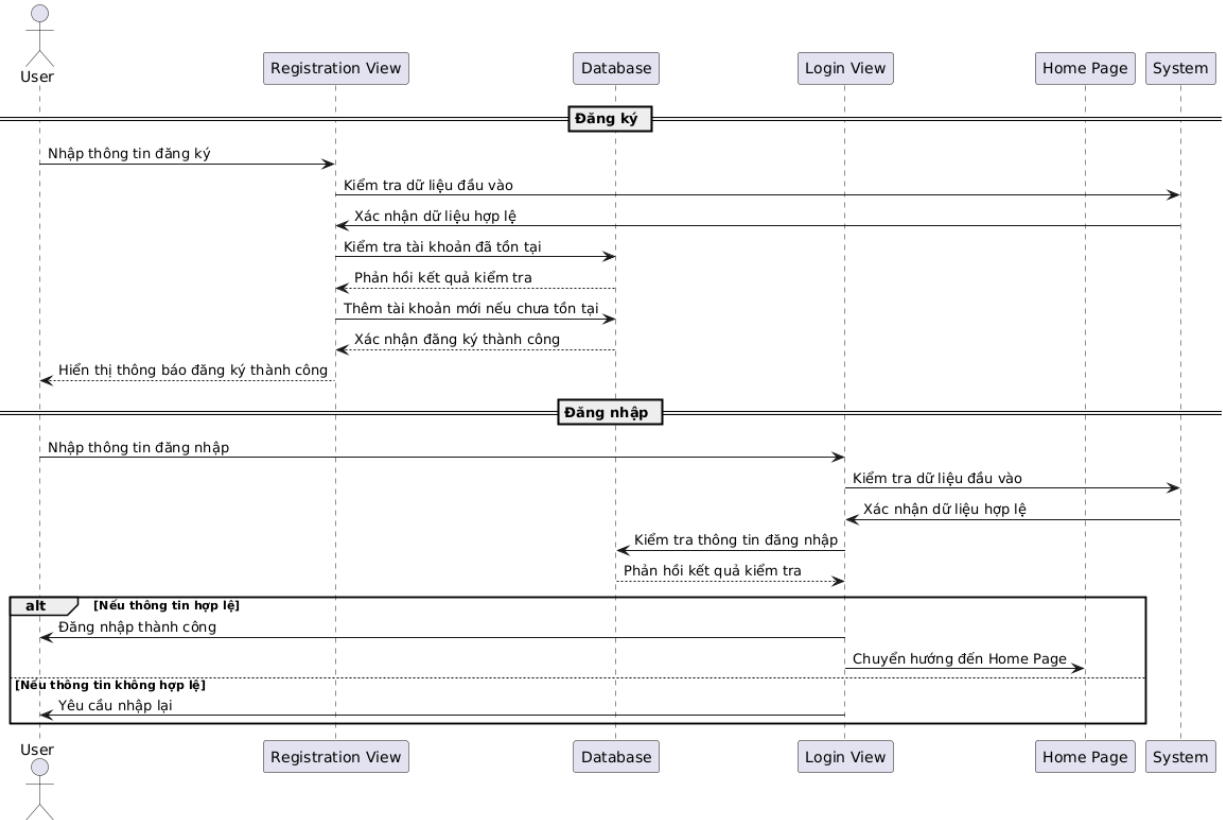 User
Registration View
Database
Login View
Home Page
System
Đăng ký
Nhập thông tin đăng ký
Kiểm tra dữ liệu đầu vào
Xác nhận dữ liệu hợp lệ
Kiểm tra tài khoản đã tồn tại
Phản hồi kết quả kiểm tra
Thêm tài khoản mới nếu chưa tồn tại
Xác nhận đăng ký thành công
Hiển thị thông báo đăng ký thành công
Đăng nhập
Nhập thông tin đăng nhập
Kiểm tra dữ liệu đầu vào
Xác nhận dữ liệu hợp lệ
Kiểm tra thông tin đăng nhập
Phản hồi kết quả kiểm tra
alt [Nếu thông tin hợp lệ]
Đăng nhập thành công
Chuyển hướng đến Home Page
[Nếu thông tin không hợp lệ]
Yêu cầu nhập lại
User
Registration View
Database
Login View
Home Page
System